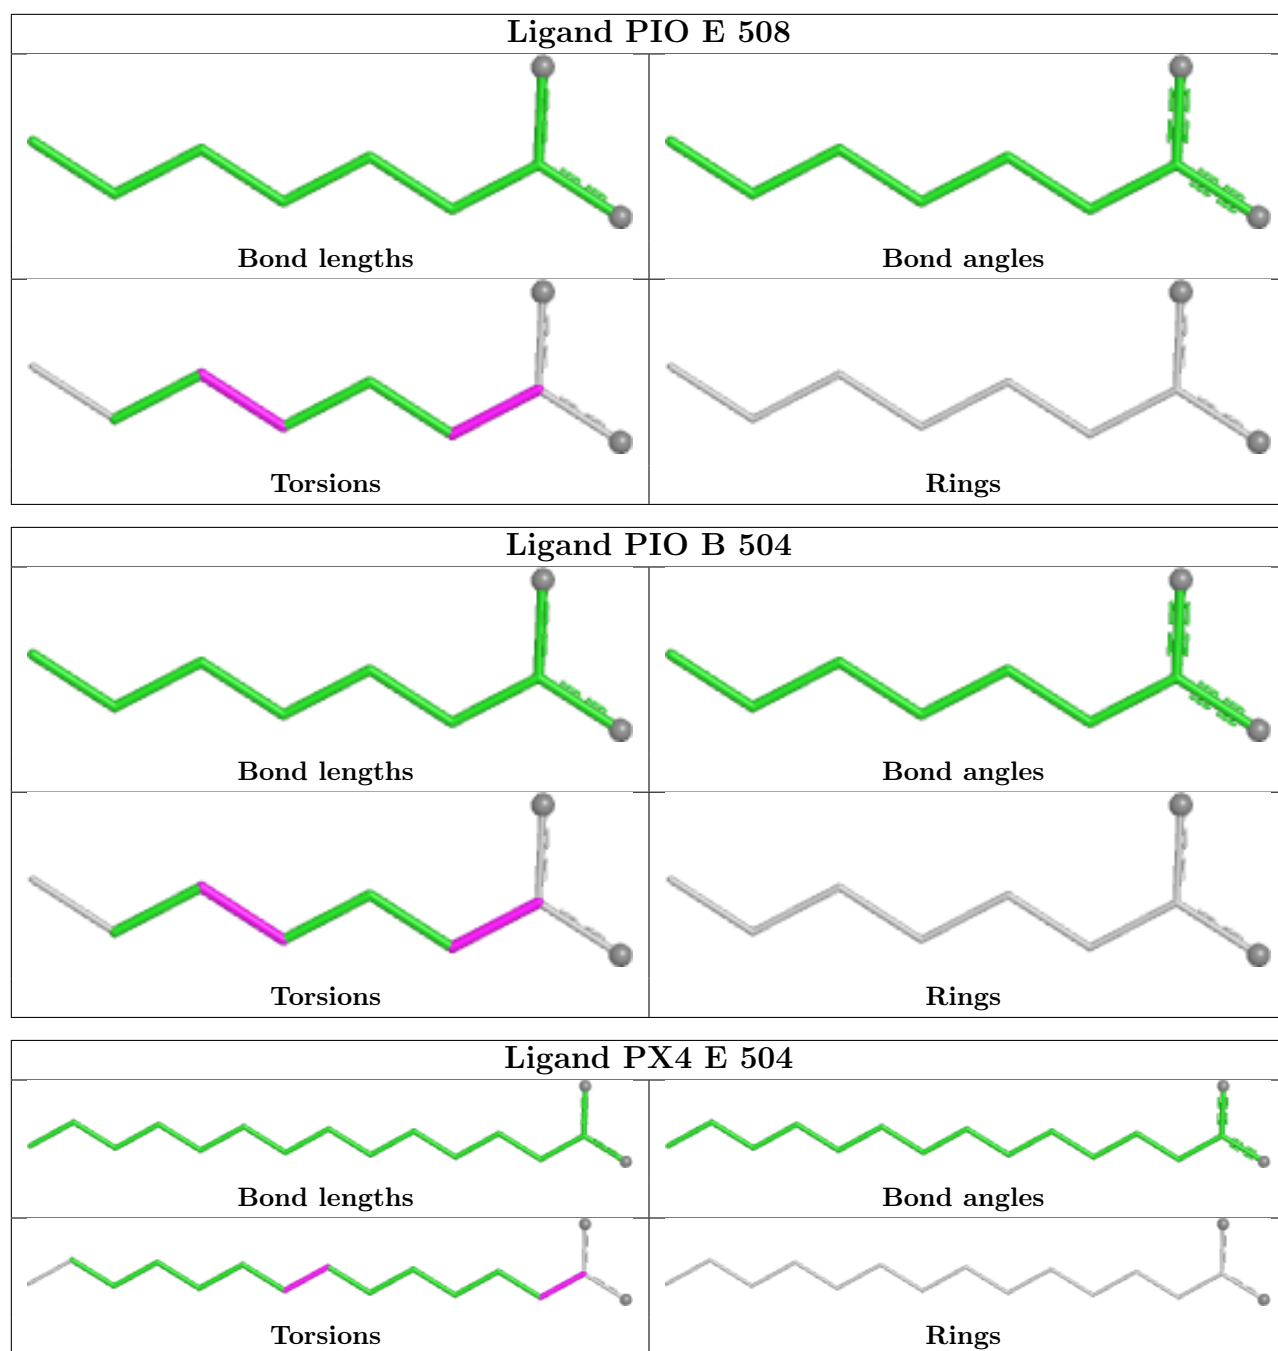 Ligand PIO E 508
Bond lengths
Bond angles
Torsions
Rings
Ligand PIO B 504
Bond lengths
Bond angles
Torsions
Rings
Ligand PX4 E 504
Bond lengths
Bond angles
Torsions
Rings